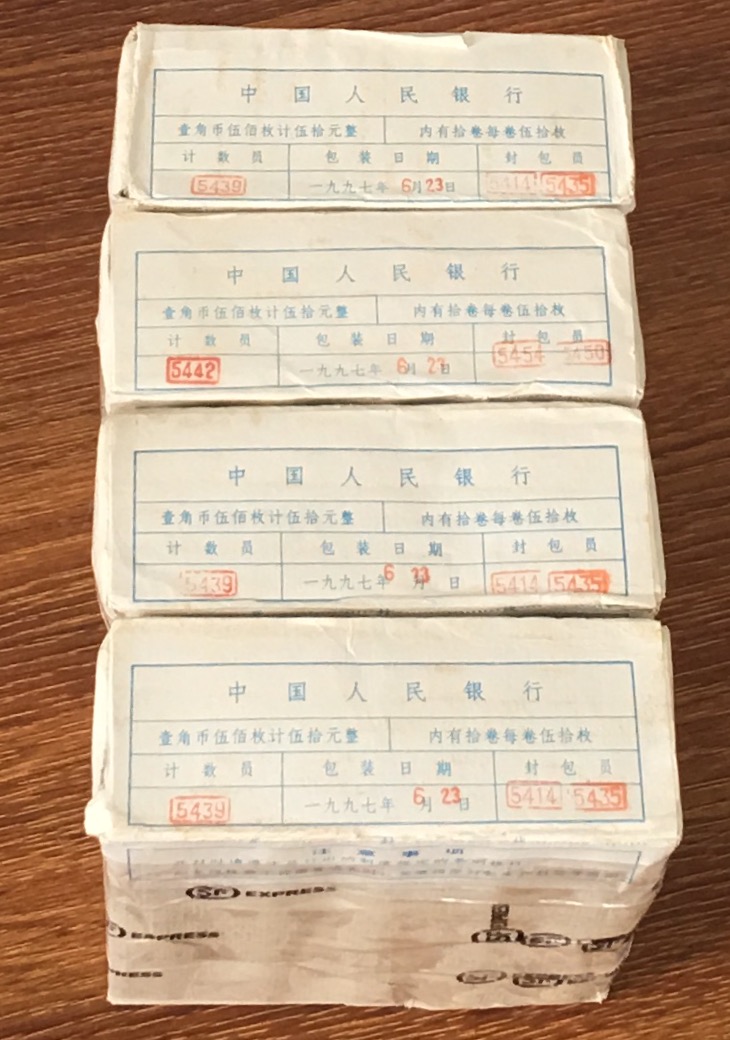 中国人民银行
壹角币伍佰枚计伍拾元整 内有拾卷每卷伍拾枚
计数员 包装日期 封包员
5439 一九九七年6月23日 5414 5435
中国人民银行
壹角币伍佰枚计伍拾元整 内有拾卷每卷伍拾枚
计数员 包装日期 封包员
5442 一九九七年6月23日 5454 5450
中国人民银行
壹角币伍佰枚计伍拾元整 内有拾卷每卷伍拾枚
计数员 包装日期 封包员
5439 一九九七年6月23日 5414 5435
中国人民银行
壹角币伍佰枚计伍拾元整 内有拾卷每卷伍拾枚
计数员 包装日期 封包员
5439 一九九七年6月23日 5414 5435
注意事项
SF EXPRESS
EXPRESS
EXPRESS